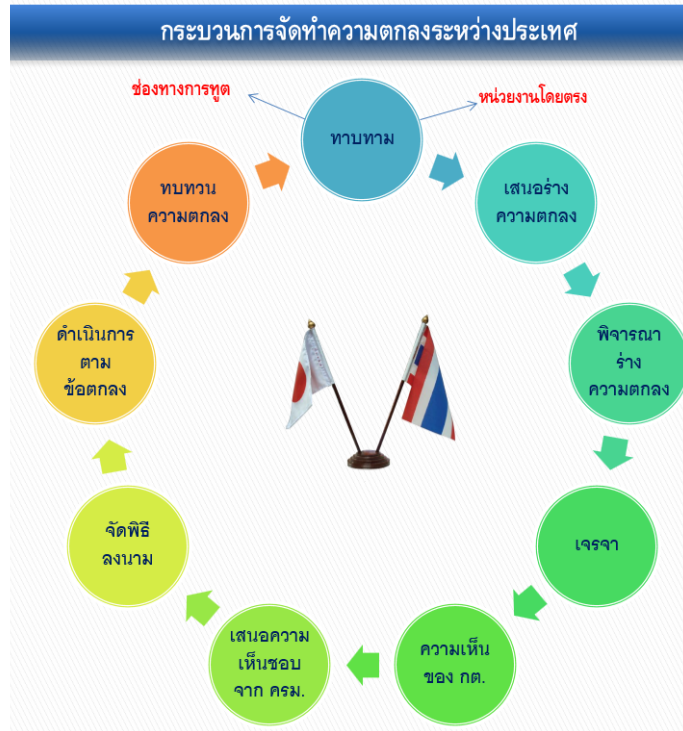 กระบวนการจัดทำความตกลงระหว่างประเทศ
ช่องทางการทูต
หน่วยงานโดยตรง
ทาบทาม
เสนอร่าง
ความตกลง
พิจารณา
ร่าง
ความตกลง
เจรจา
ความเห็น
ของ กต.
เสนอความ
เห็นชอบ
จาก ครม.
จัดพิธี
ลงนาม
ดำเนินการ
ตาม
ข้อตกลง
ทบทวน
ความตกลง